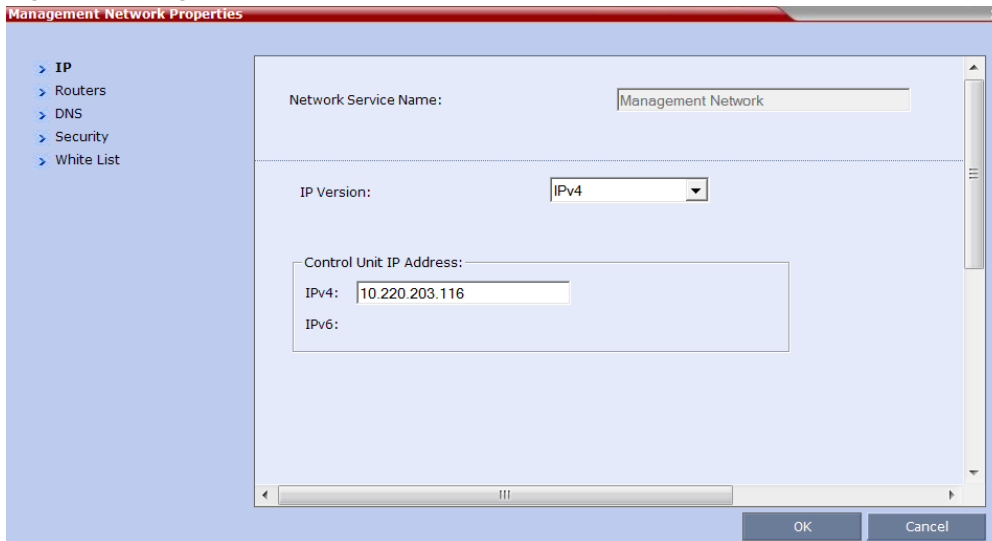 Management Network Properties
IP
Routers
DNS
Security
White List
Network Service Name: Management Network
IP Version: IPv4
Control Unit IP Address:
IPv4: 10.220.203.116
IPv6:
OK Cancel